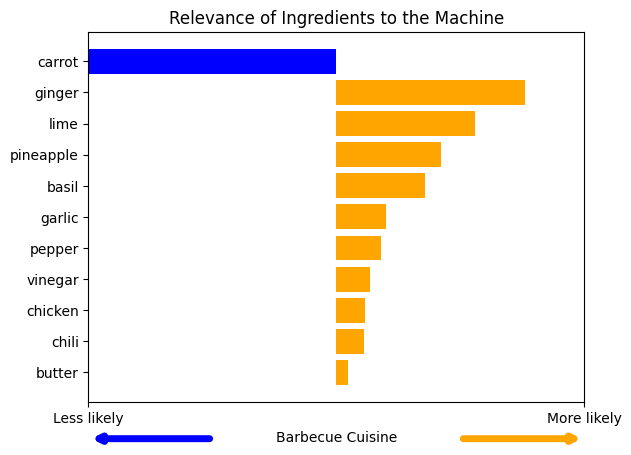 Relevance of Ingredients to the Machine
carrot
ginger
lime
pineapple
basil
garlic
pepper
vinegar
chicken
chili
butter
Less likely
More likely
Barbecue Cuisine